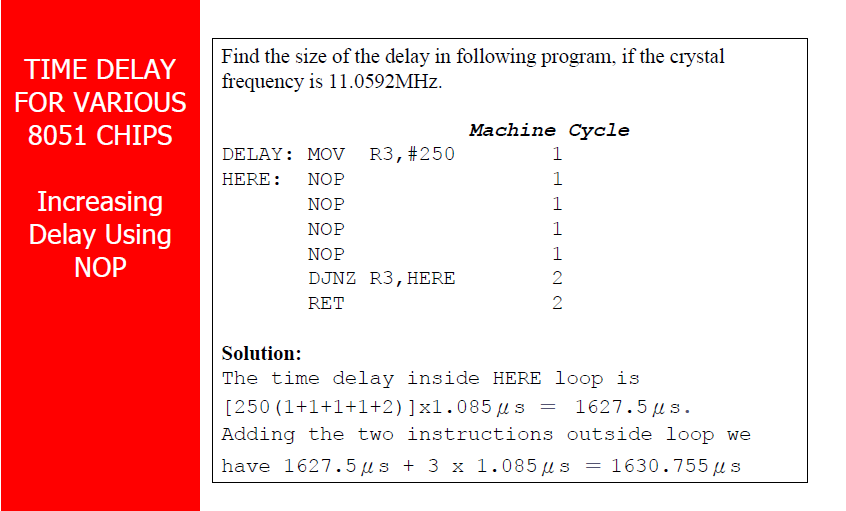 TIME DELAY
FOR VARIOUS
8051 CHIPS
Increasing
Delay Using
NOP
Find the size of the delay in following program, if the crystal
frequency is 11.0592MHz.
Machine Cycle
DELAY: MOV R3,#250 1
HERE: NOP 1
NOP 1
NOP 1
NOP 1
DJNZ R3,HERE 2
RET 2
Solution:
The time delay inside HERE loop is
[250(1+1+1+1+2)]x1.085μs = 1627.5μs.
Adding the two instructions outside loop we
have 1627.5μs + 3 x 1.085μs = 1630.755μs